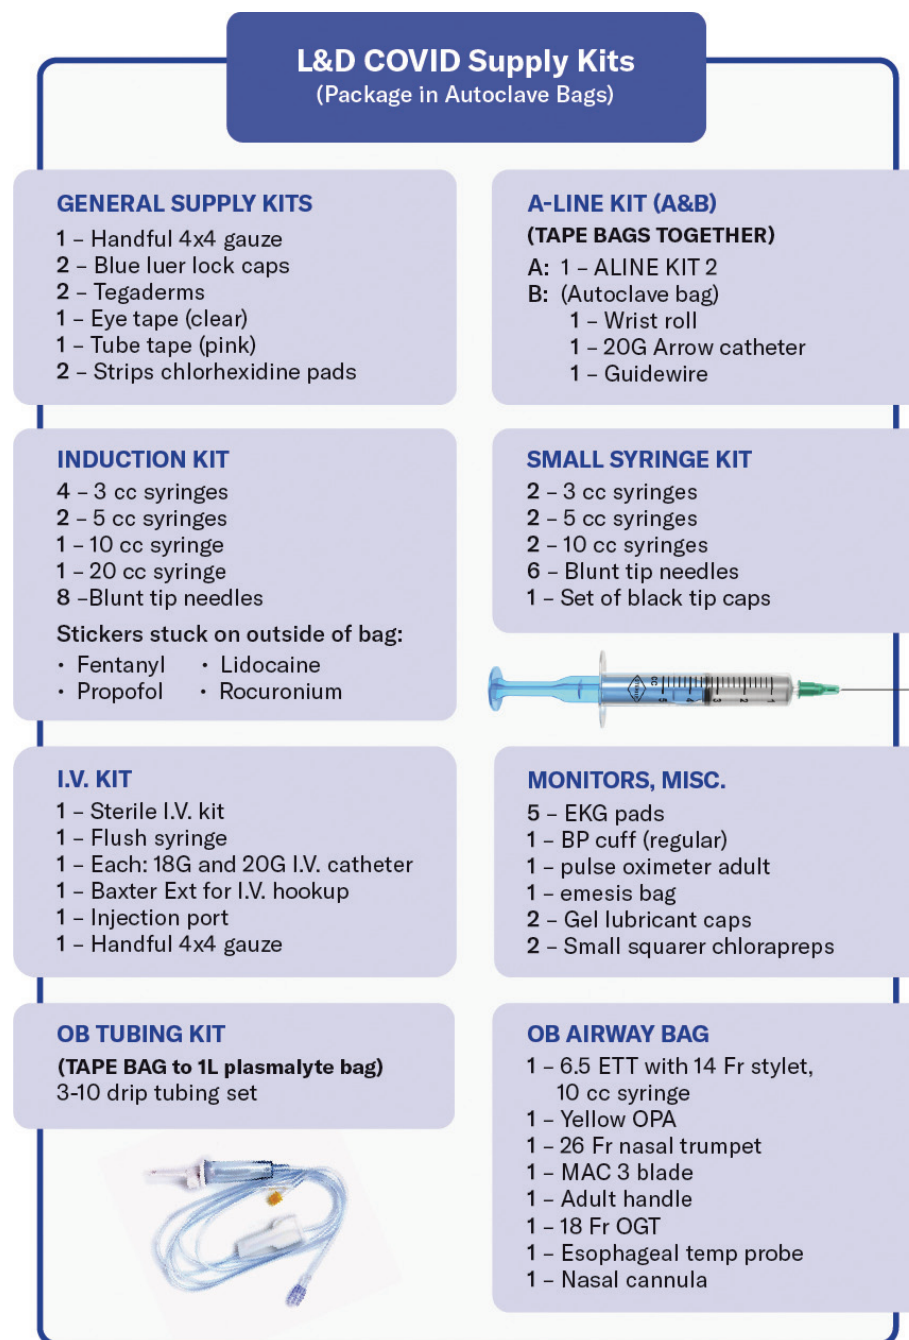 L&D COVID Supply Kits
(Package in Autoclave Bags)
GENERAL SUPPLY KITS
1 – Handful 4x4 gauze
2 – Blue luer lock caps
2 – Tegaderms
1 – Eye tape (clear)
1 – Tube tape (pink)
2 – Strips chlorhexidine pads
A-LINE KIT (A&B)
(TAPE BAGS TOGETHER)
A: 1 – ALINE KIT 2
B: (Autoclave bag)
1 – Wrist roll
1 – 20G Arrow catheter
1 – Guidewire
INDUCTION KIT
4 – 3 cc syringes
2 – 5 cc syringes
1 – 10 cc syringe
1 – 20 cc syringe
8 –Blunt tip needles
Stickers stuck on outside of bag:
• Fentanyl • Lidocaine
• Propofol • Rocuronium
SMALL SYRINGE KIT
2 – 3 cc syringes
2 – 5 cc syringes
2 – 10 cc syringes
6 – Blunt tip needles
1 – Set of black tip caps
cc 5 4 3 2 1
I.V. KIT
1 – Sterile I.V. kit
1 – Flush syringe
1 – Each: 18G and 20G I.V. catheter
1 – Baxter Ext for I.V. hookup
1 – Injection port
1 – Handful 4x4 gauze
MONITORS, MISC.
5 – EKG pads
1 – BP cuff (regular)
1 – pulse oximeter adult
1 – emesis bag
2 – Gel lubricant caps
2 – Small squarer chlorapreps
OB TUBING KIT
(TAPE BAG to 1L plasmalyte bag)
3-10 drip tubing set
OB AIRWAY BAG
1 – 6.5 ETT with 14 Fr stylet,
10 cc syringe
1 – Yellow OPA
1 – 26 Fr nasal trumpet
1 – MAC 3 blade
1 – Adult handle
1 – 18 Fr OGT
1 – Esophageal temp probe
1 – Nasal cannula